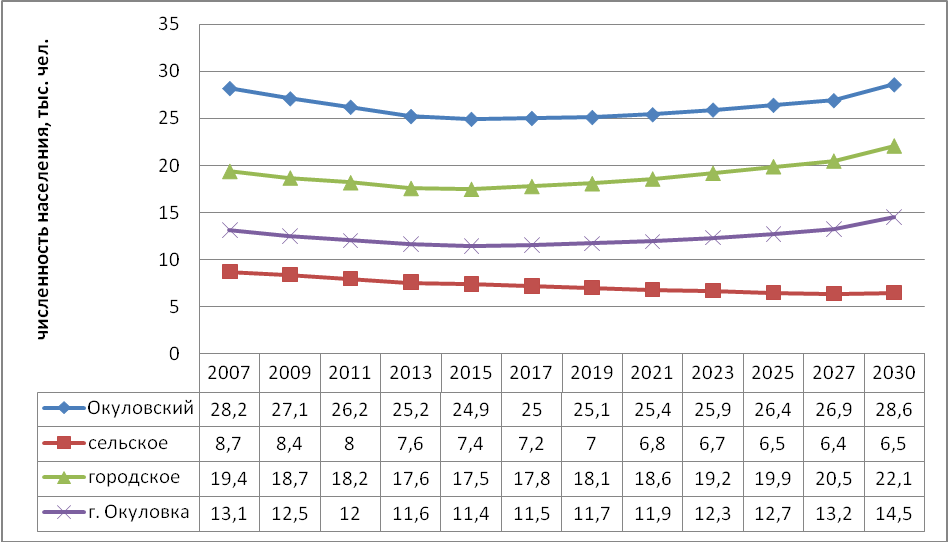 численность населения, тыс. чел.
35
30
25
20
15
10
5
0
2007 2009 2011 2013 2015 2017 2019 2021 2023 2025 2027 2030
Окуловский 28,2 27,1 26,2 25,2 24,9 25 25,1 25,4 25,9 26,4 26,9 28,6
сельское 8,7 8,4 8 7,6 7,4 7,2 7 6,8 6,7 6,5 6,4 6,5
городское 19,4 18,7 18,2 17,6 17,5 17,8 18,1 18,6 19,2 19,9 20,5 22,1
г. Окуловка 13,1 12,5 12 11,6 11,4 11,5 11,7 11,9 12,3 12,7 13,2 14,5